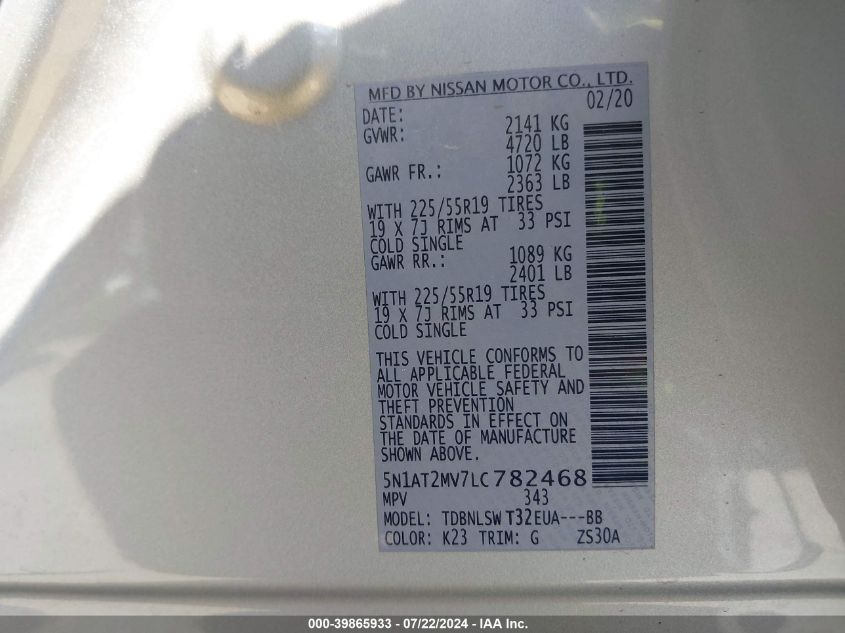 MFD BY NISSAN MOTOR CO., LTD.
DATE: 02/20
GVWR: 2141 KG
4720 LB
GAWR FR.: 1072 KG
2363 LB
WITH 225/55R19 TIRES
19 X 7J RIMS AT 33 PSI
COLD SINGLE
GAWR RR.: 1089 KG
2401 LB
WITH 225/55R19 TIRES
19 X 7J RIMS AT 33 PSI
COLD SINGLE
THIS VEHICLE CONFORMS TO
ALL APPLICABLE FEDERAL
MOTOR VEHICLE SAFETY AND
THEFT PREVENTION
STANDARDS IN EFFECT ON
THE DATE OF MANUFACTURE
SHOWN ABOVE.
5N1AT2MV7LC782468
MPV 343
MODEL: TDBNLSWT32EUA---BB
COLOR: K23 TRIM: G ZS30A
000-39865933 / 07/22/2024 - IAA Inc.